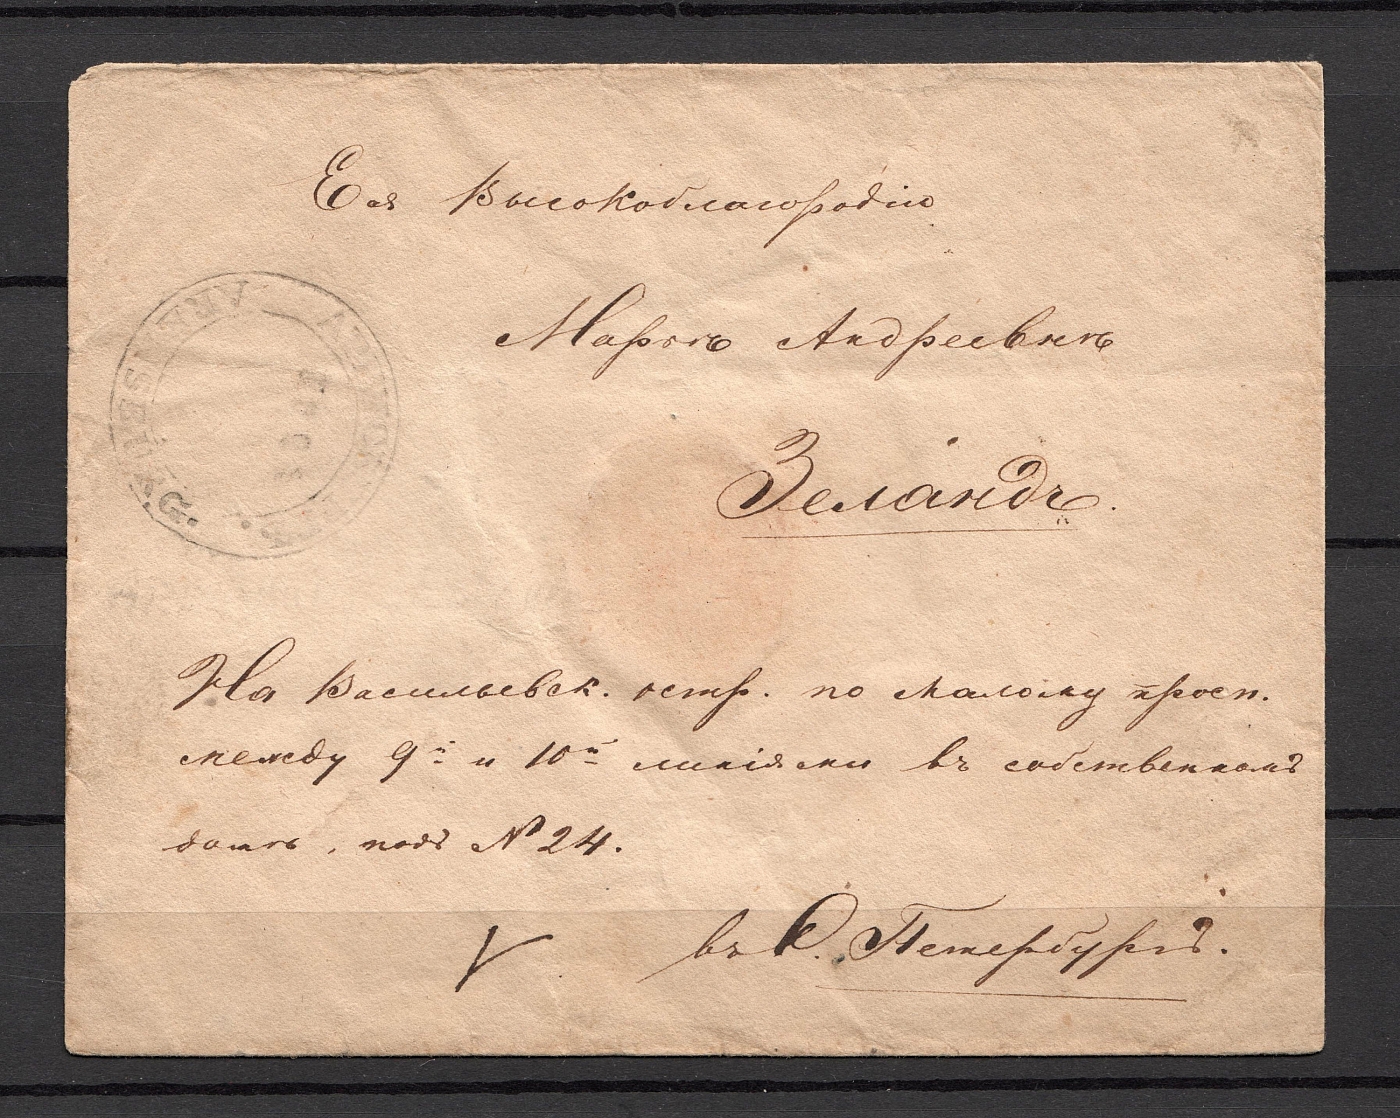 Ея Высокоблагородію
Марьѣ Андреевнѣ
Зеландъ.
На Васильевск. остр. по Малому просп.
между 9й и 10й линіями въ собственномъ
домѣ, подъ № 24.
въ С. Петербургъ.